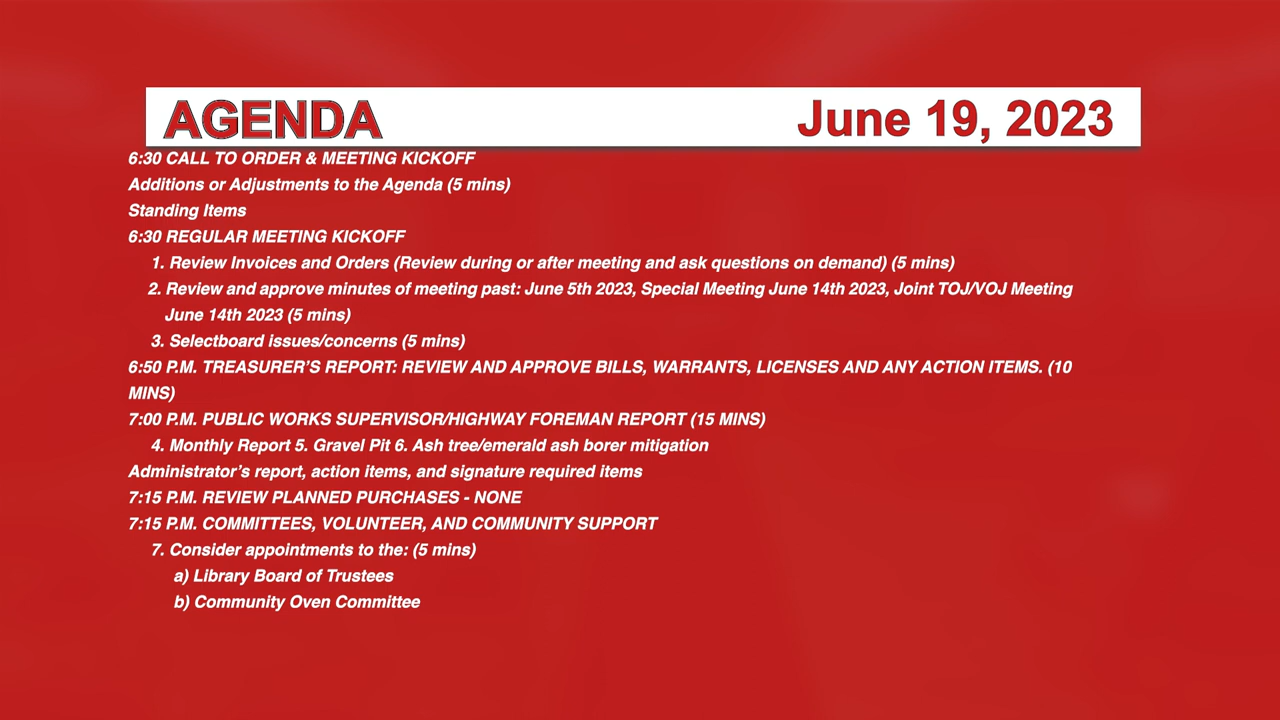 AGENDA June 19, 2023
6:30 CALL TO ORDER & MEETING KICKOFF
Additions or Adjustments to the Agenda (5 mins)
Standing Items
6:30 REGULAR MEETING KICKOFF
1. Review Invoices and Orders (Review during or after meeting and ask questions on demand) (5 mins)
2. Review and approve minutes of meeting past: June 5th 2023, Special Meeting June 14th 2023, Joint TOJ/VOJ Meeting
June 14th 2023 (5 mins)
3. Selectboard issues/concerns (5 mins)
6:50 P.M. TREASURER’S REPORT: REVIEW AND APPROVE BILLS, WARRANTS, LICENSES AND ANY ACTION ITEMS. (10
MINS)
7:00 P.M. PUBLIC WORKS SUPERVISOR/HIGHWAY FOREMAN REPORT (15 MINS)
4. Monthly Report 5. Gravel Pit 6. Ash tree/emerald ash borer mitigation
Administrator’s report, action items, and signature required items
7:15 P.M. REVIEW PLANNED PURCHASES - NONE
7:15 P.M. COMMITTEES, VOLUNTEER, AND COMMUNITY SUPPORT
7. Consider appointments to the: (5 mins)
a) Library Board of Trustees
b) Community Oven Committee